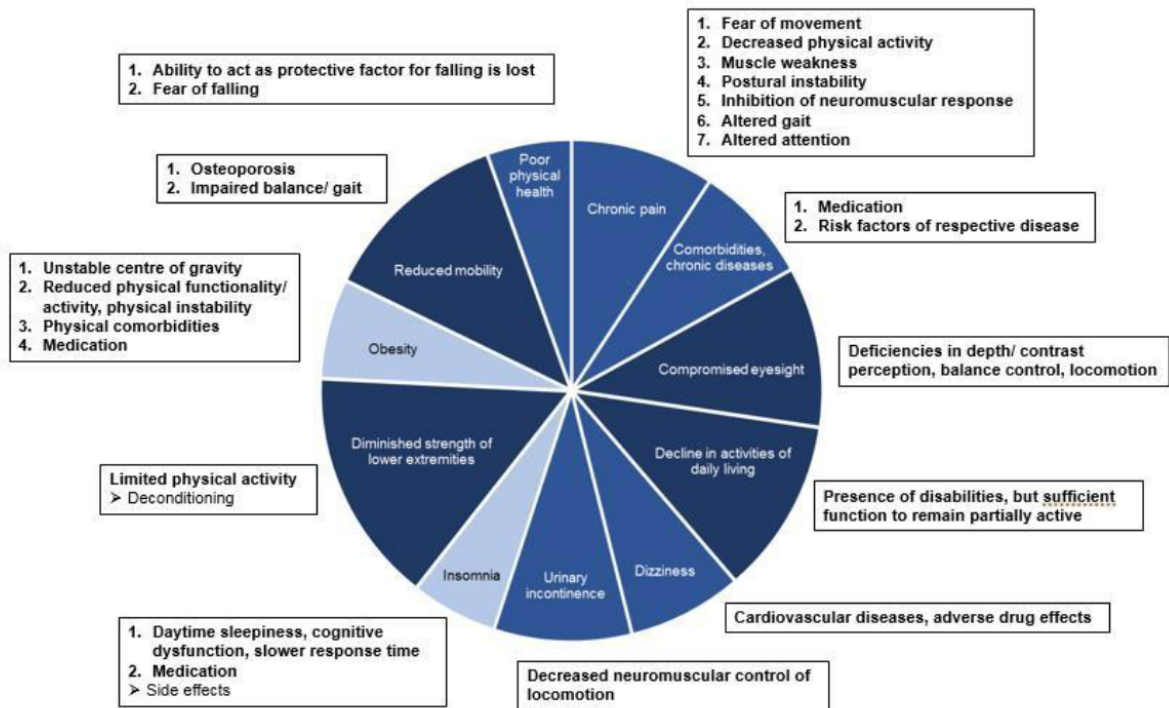 1. Fear of movement
2. Decreased physical activity
3. Muscle weakness
4. Postural instability
5. Inhibition of neuromuscular response
6. Altered gait
7. Altered attention
1. Ability to act as protective factor for falling is lost
2. Fear of falling
1. Osteoporosis
2. Impaired balance/ gait
Poor
physical
health
Chronic pain
1. Medication
2. Risk factors of respective disease
Comorbidities,
chronic diseases
Reduced mobility
1. Unstable centre of gravity
2. Reduced physical functionality/
activity, physical instability
3. Physical comorbidities
4. Medication
Obesity
Compromised eyesight
Deficiencies in depth/ contrast
perception, balance control, locomotion
Diminished strength of
lower extremities
Decline in activities of
daily living
Limited physical activity
➢ Deconditioning
Presence of disabilities, but sufficient
function to remain partially active
Insomnia
Urinary
incontinence
Dizziness
Cardiovascular diseases, adverse drug effects
1. Daytime sleepiness, cognitive
dysfunction, slower response time
2. Medication
➢ Side effects
Decreased neuromuscular control of
locomotion